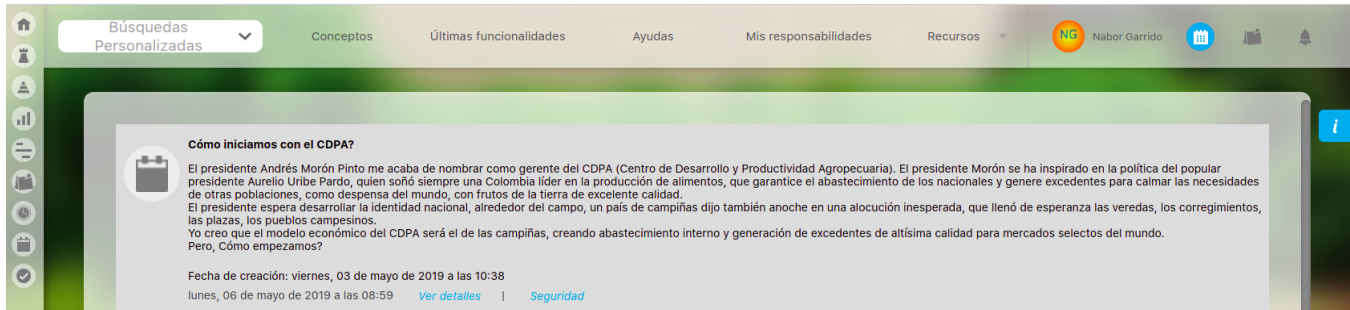 Búsquedas
Personalizadas
Conceptos
Últimas funcionalidades
Ayudas
Mis responsabilidades
Recursos
NG
Nabor Garrido
i
Cómo iniciamos con el CDPA?
El presidente Andrés Morón Pinto me acaba de nombrar como gerente del CDPA (Centro de Desarrollo y Productividad Agropecuaria). El presidente Morón se ha inspirado en la política del popular
presidente Aurelio Uribe Pardo, quien soñó siempre una Colombia líder en la producción de alimentos, que garantice el abastecimiento de los nacionales y genere excedentes para calmar las necesidades
de otras poblaciones, como despensa del mundo, con frutos de la tierra de excelente calidad.
El presidente espera desarrollar la identidad nacional, alrededor del campo, un país de campiñas dijo también anoche en una alocución inesperada, que llenó de esperanza las veredas, los corregimientos,
las plazas, los pueblos campesinos.
Yo creo que el modelo económico del CDPA será el de las campiñas, creando abastecimiento interno y generación de excedentes de altísima calidad para mercados selectos del mundo.
Pero, Cómo empezamos?
Fecha de creación: viernes, 03 de mayo de 2019 a las 10:38
lunes, 06 de mayo de 2019 a las 08:59 Ver detalles | Seguridad